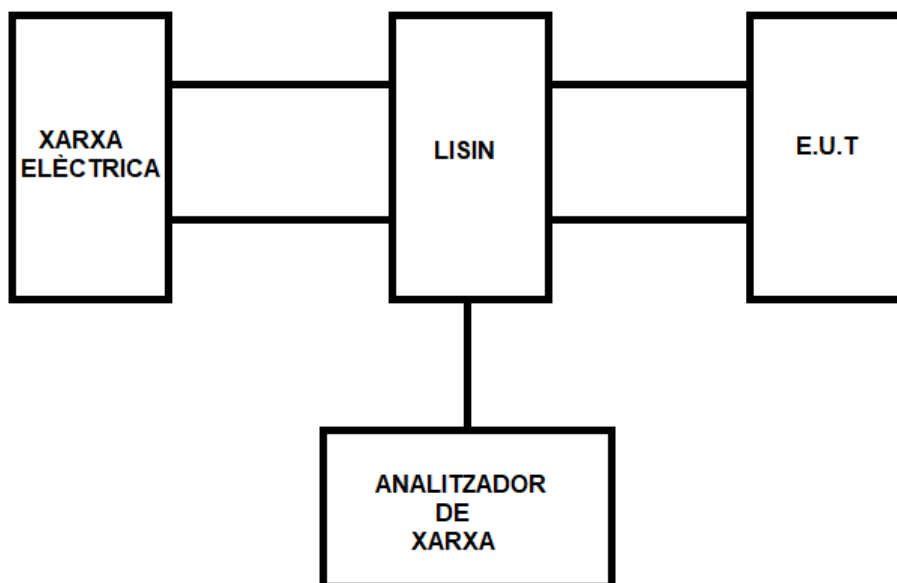 XARXA
ELÈCTRICA
LISIN
E.U.T
ANALITZADOR
DE
XARXA